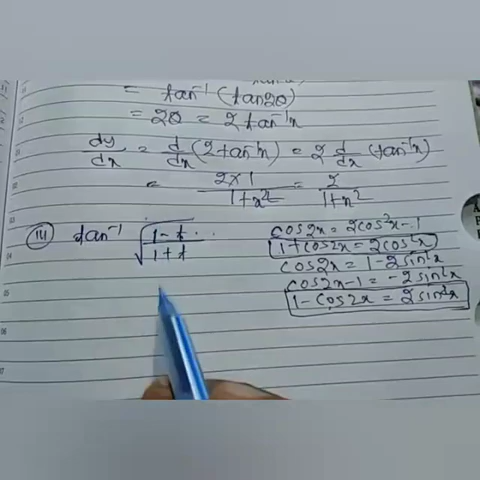 = tan⁻¹ (tan2θ)
= 2θ = 2tan⁻¹x
dy/dx = d/dx (2tan⁻¹x) = 2 d/dx (tan⁻¹x)
= 2×1/1+x² = 2/1+x²
tan⁻¹ √(1-t/1+t)
cos2x = 2cos²x-1
1+cos2x = 2cos²x
cos2x = 1-2sin²x
cos2x-1 = -2sin²x
1-cos2x = 2sin²x